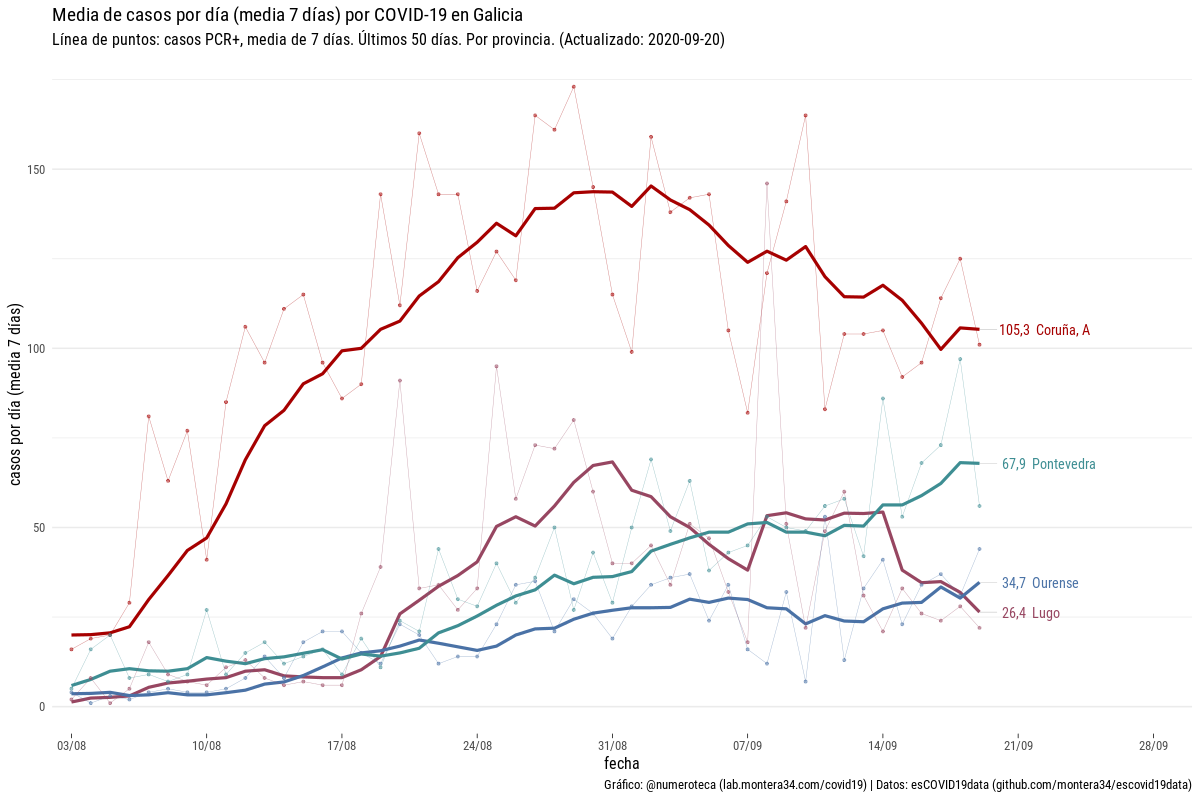 Media de casos por día (media 7 días) por COVID-19 en Galicia
Línea de puntos: casos PCR+, media de 7 días. Últimos 50 días. Por provincia. (Actualizado: 2020-09-20)
casos por día (media 7 días)
150
100
50
0
105,3 Coruña, A
67,9 Pontevedra
34,7 Ourense
26,4 Lugo
03/08 10/08 17/08 24/08 31/08 07/09 14/09 21/09 28/09
fecha
Gráfico: @numeroteca (lab.montera34.com/covid19) | Datos: esCOVID19data (github.com/montera34/escovid19data)